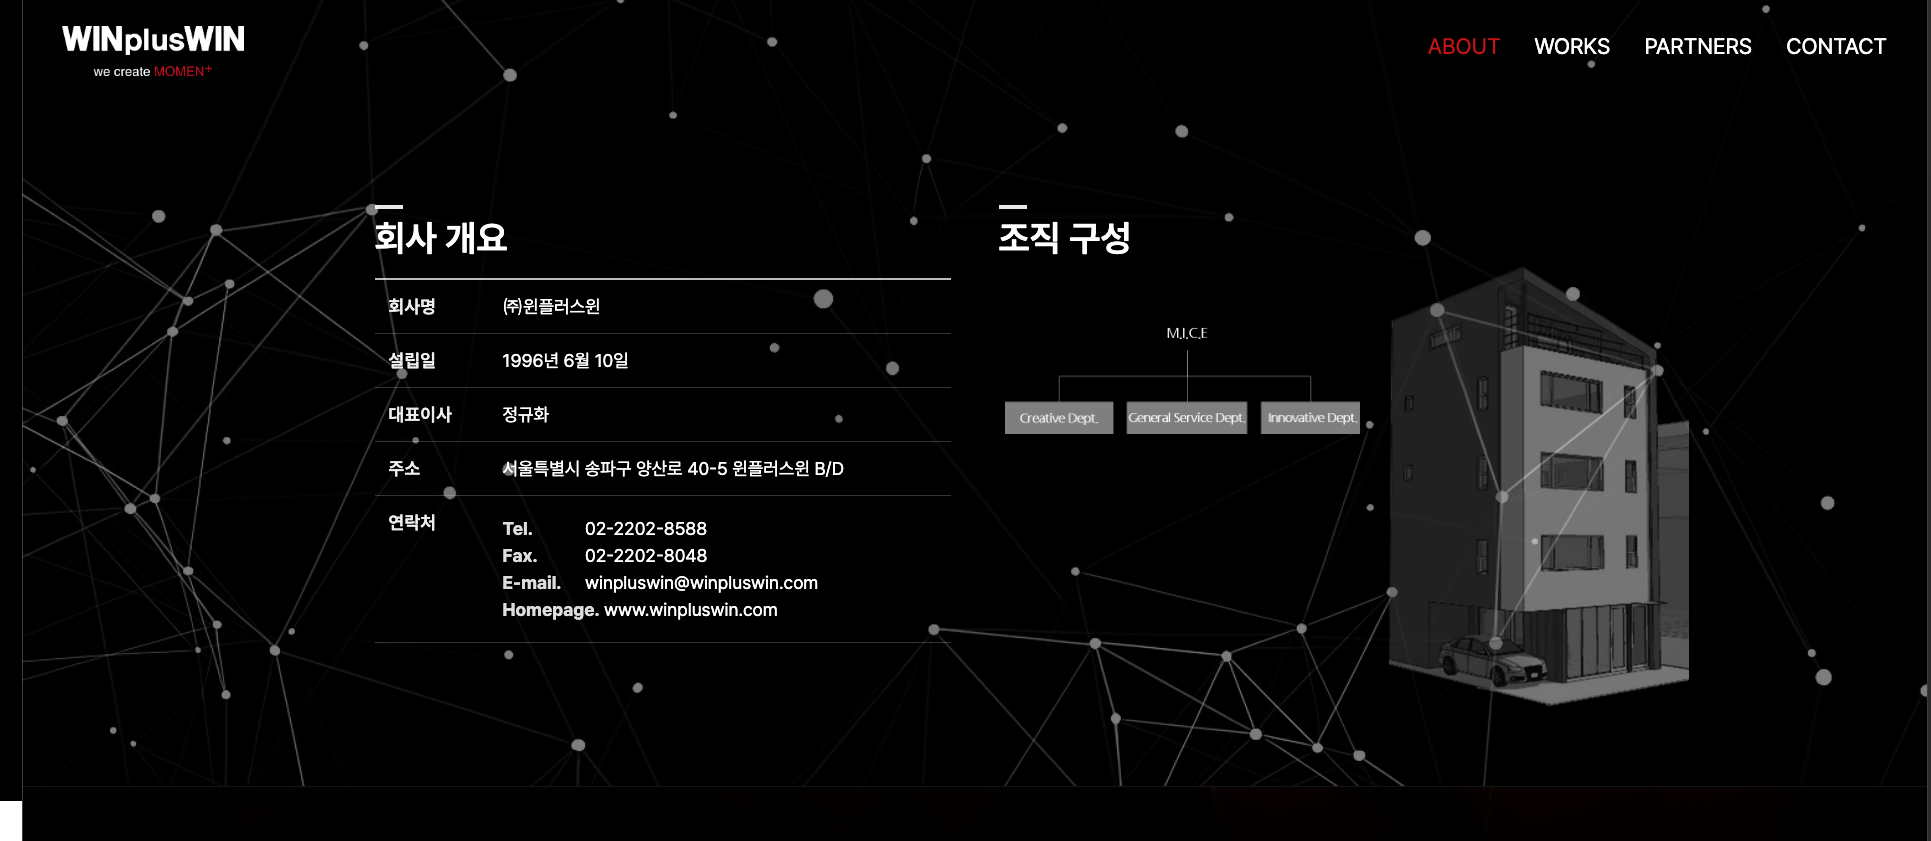 WINplusWIN
we create MOMEN+
ABOUT WORKS PARTNERS CONTACT
회사 개요
회사명 ㈜윈플러스윈
설립일 1996년 6월 10일
대표이사 정규화
주소 서울특별시 송파구 양산로 40-5 윈플러스윈 B/D
연락처
Tel. 02-2202-8588
Fax. 02-2202-8048
E-mail. winpluswin@winpluswin.com
Homepage. www.winpluswin.com
조직 구성
M.I.C.E
Creative Dept. General Service Dept. Innovative Dept.